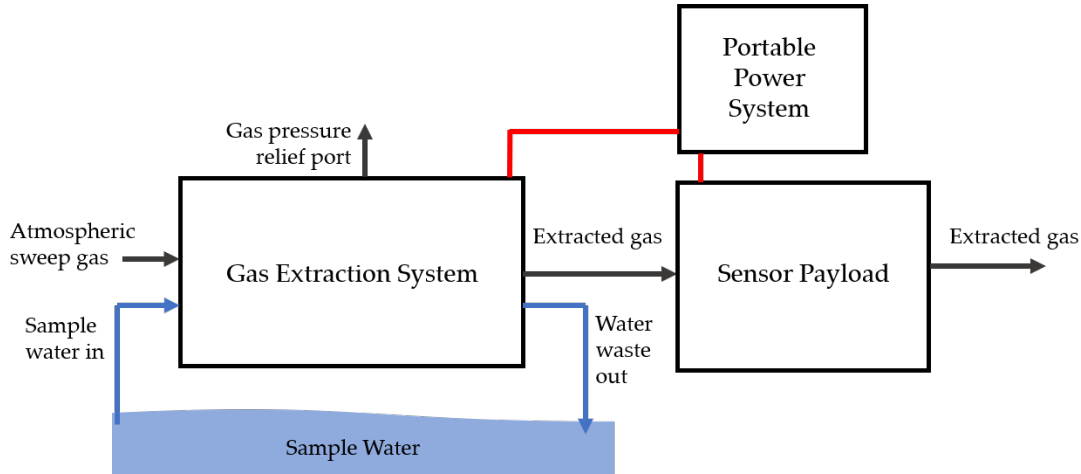 Portable
Power
System
Gas pressure
relief port
Atmospheric
sweep gas
Gas Extraction System
Extracted gas
Sensor Payload
Extracted gas
Sample
water in
Water
waste
out
Sample Water